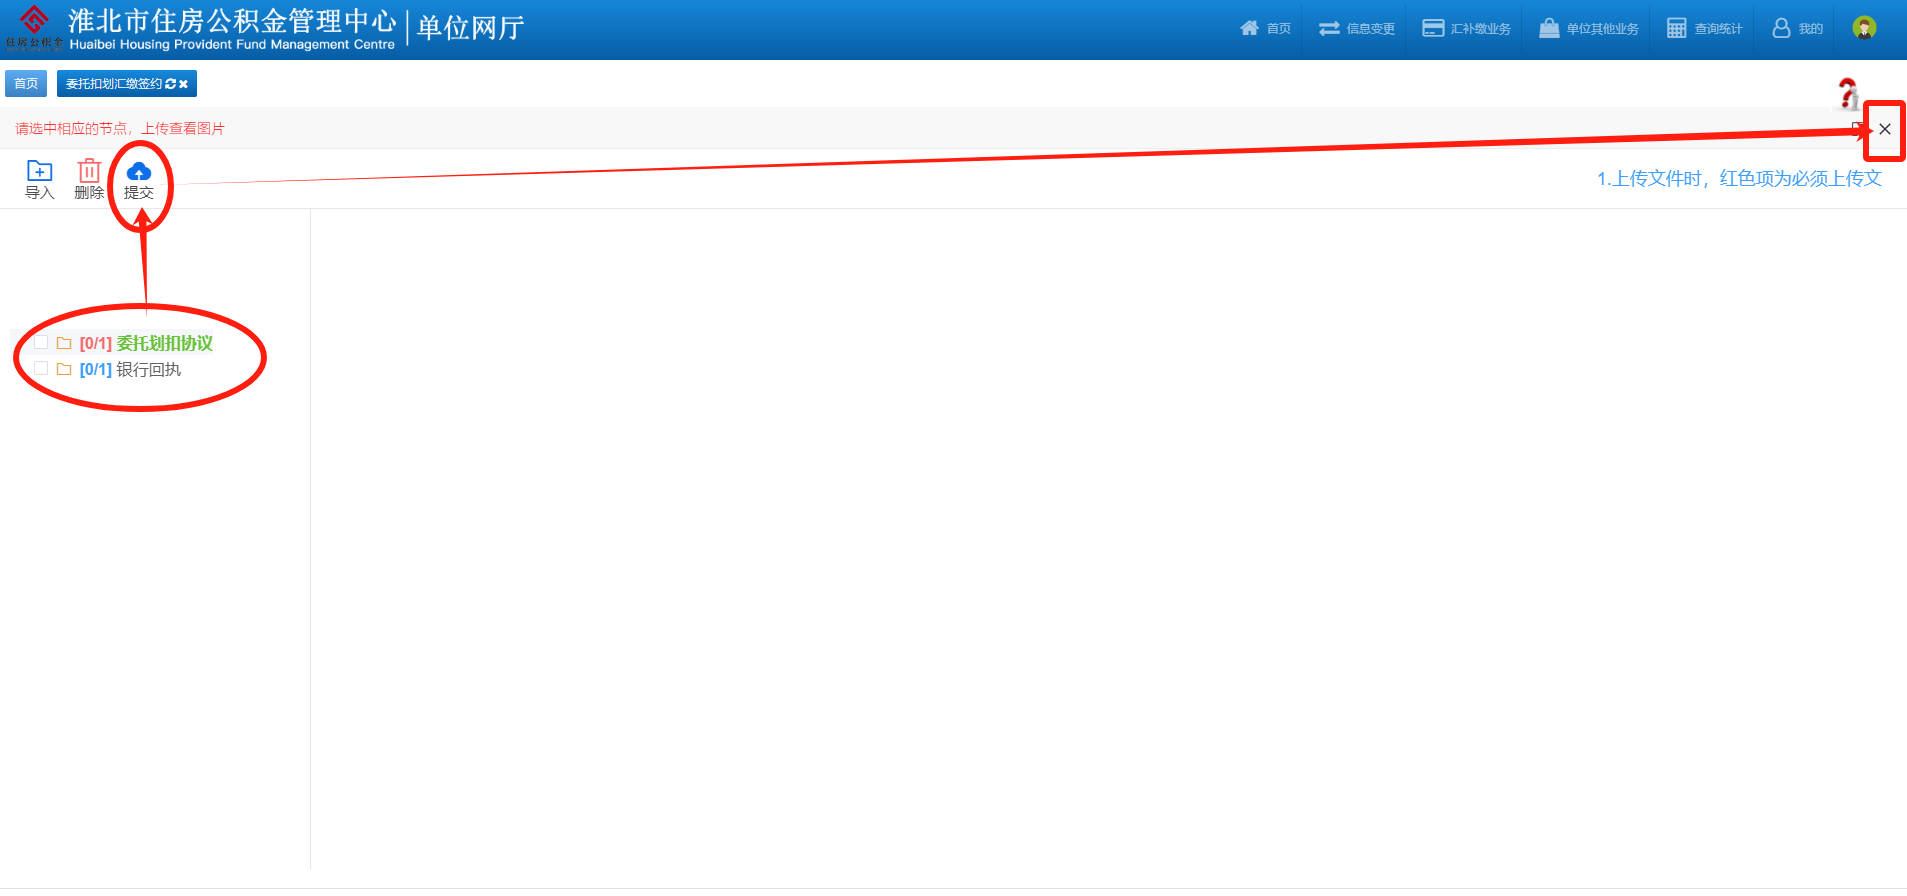 淮北市住房公积金管理中心
Huaibei Housing Provident Fund Management Centre
单位网厅
住房公积金
首页
信息变更
汇补缴业务
单位其他业务
查询统计
我的
首页
委托扣划汇缴签约
请选中相应的节点，上传查看图片
导入
删除
提交
1.上传文件时，红色项为必须上传文
[0/1] 委托划扣协议
[0/1] 银行回执